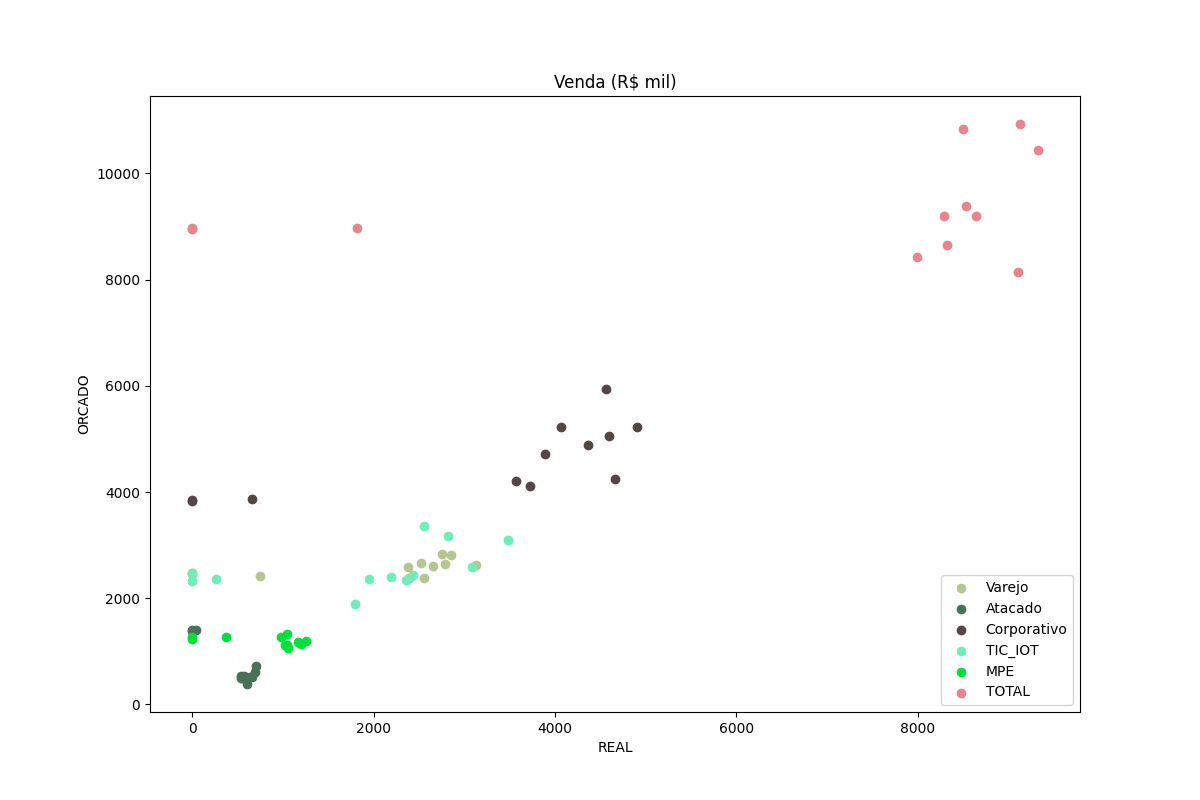 Venda (R$ mil)
ORCADO
10000
8000
6000
4000
2000
0
0 2000 4000 6000 8000
REAL
Varejo
Atacado
Corporativo
TIC_IOT
MPE
TOTAL